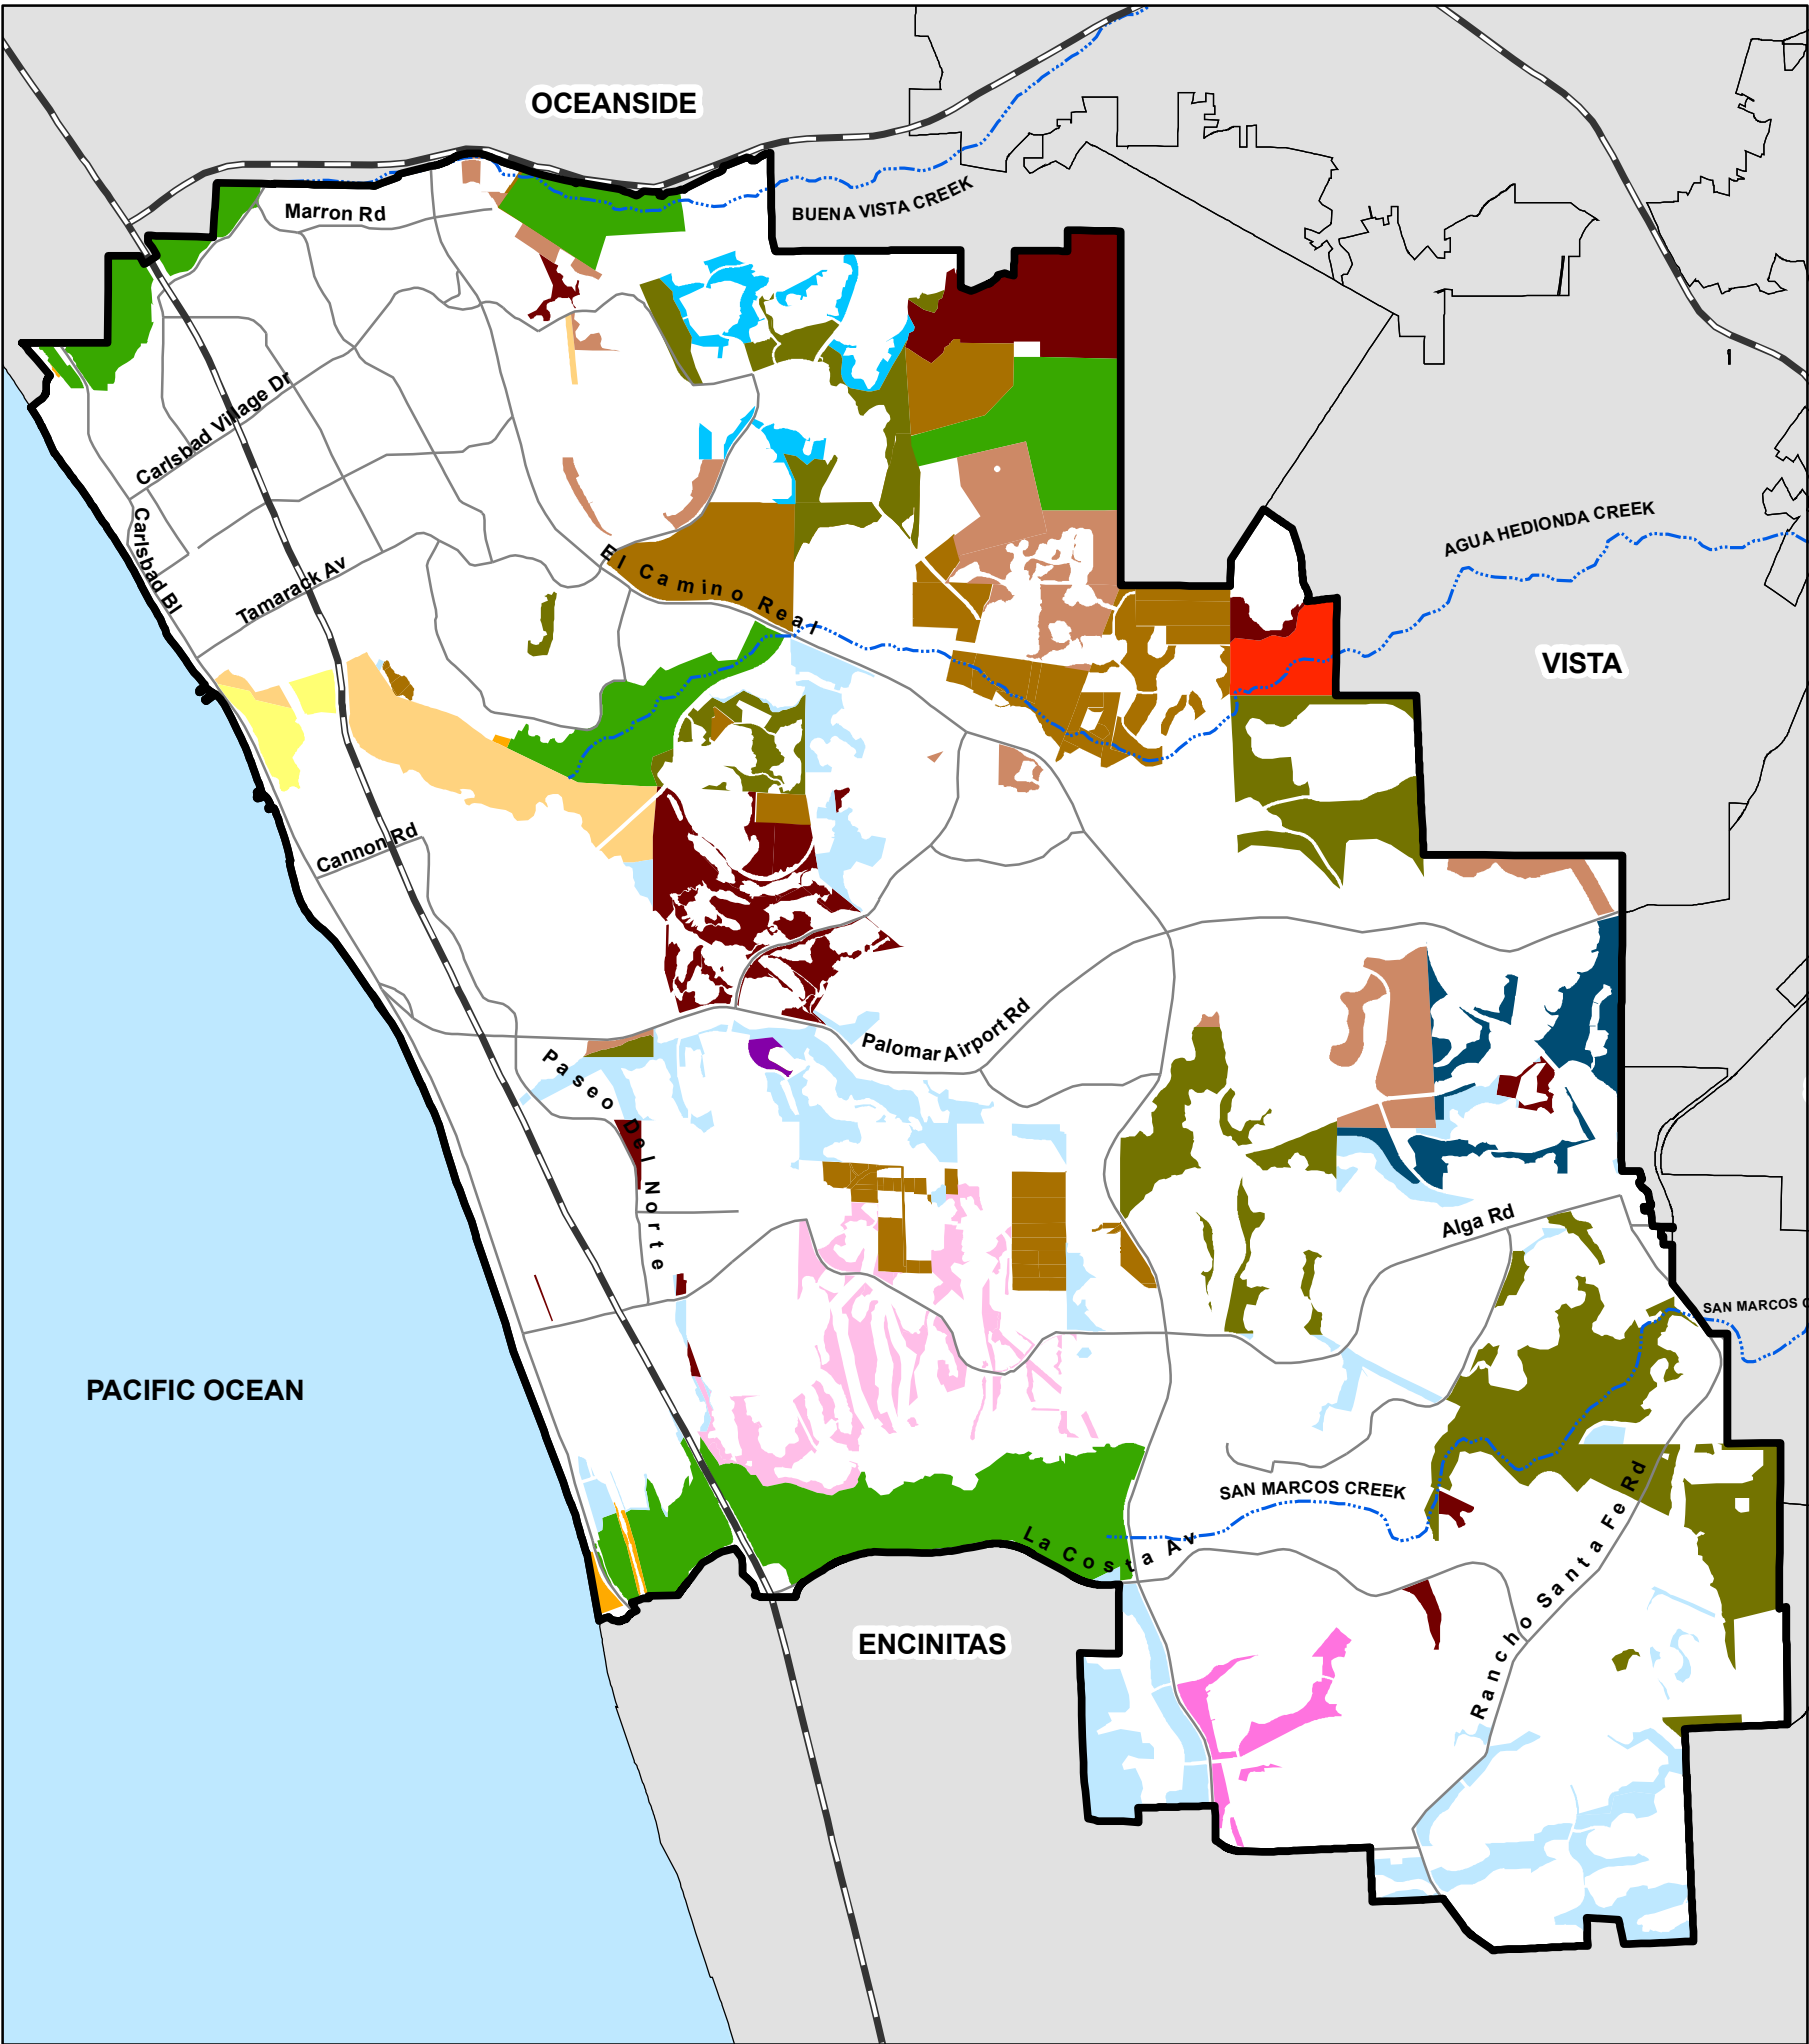 OCEANSIDE
BUENA VISTA CREEK
Marron Rd
Carlsbad Village Dr
Carlsbad Bl
Tamarack Av
El Camino Real
AGUA HEDIONDA CREEK
VISTA
Cannon Rd
Palomar Airport Rd
Paseo Del Norte
Alga Rd
SAN MARCOS C
PACIFIC OCEAN
SAN MARCOS CREEK
La Costa Av
Rancho Santa Fe Rd
ENCINITAS